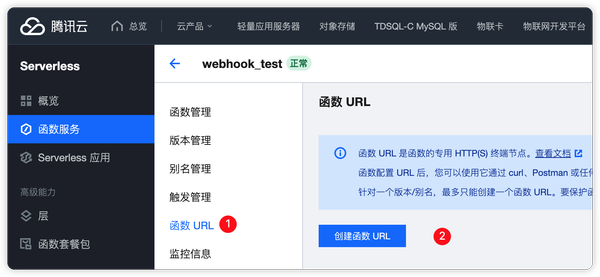 腾讯云
总览
云产品
轻量应用服务器
对象存储
TDSQL-C MySQL 版
物联卡
物联网开发平台
Serverless
概览
函数服务
Serverless 应用
高级能力
层
函数套餐包
webhook_test 正常
函数管理
版本管理
别名管理
触发管理
函数 URL 1
监控信息
函数 URL
函数 URL 是函数的专用 HTTP(S) 终端节点。查看文档
函数配置 URL 后，您可以使用它通过 curl、Postman 或任
针对一个版本/别名，最多只能创建一个函数 URL。要保护
创建函数 URL 2